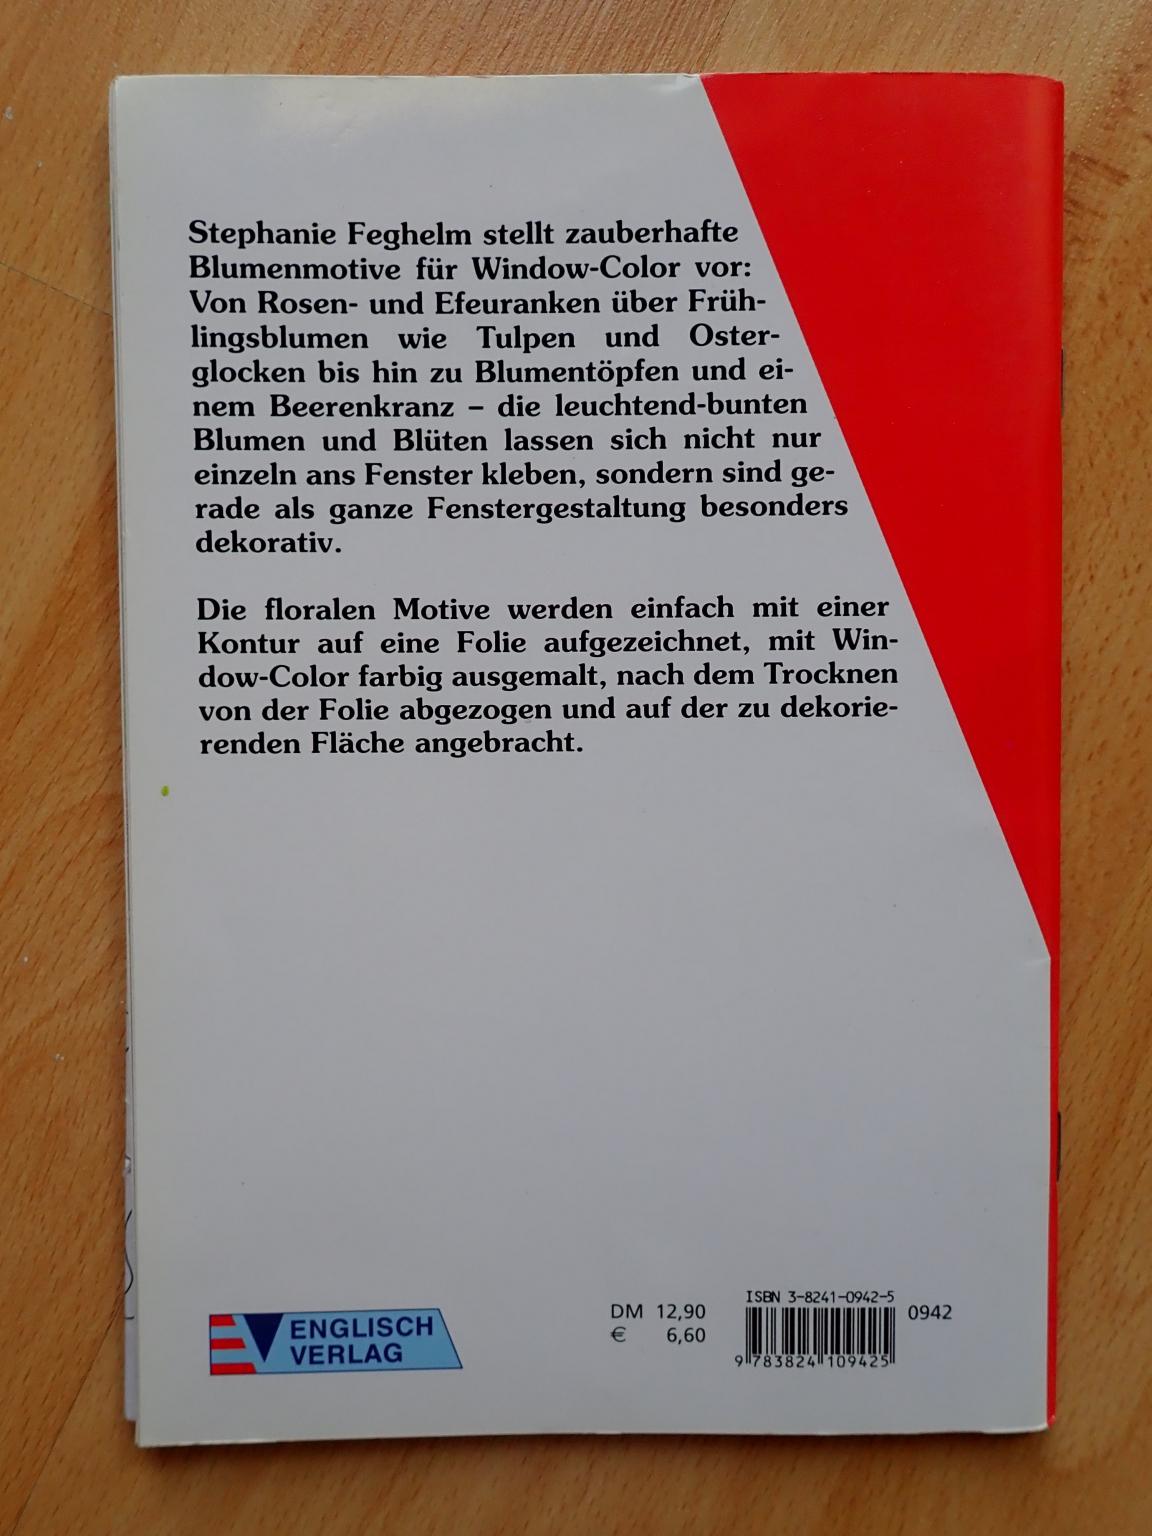 Stephanie Feghelm stellt zauberhafte
Blumenmotive für Window-Color vor:
Von Rosen- und Efeuranken über Früh-
lingsblumen wie Tulpen und Oster-
glocken bis hin zu Blumentöpfen und ei-
nem Beerenkranz – die leuchtend-bunten
Blumen und Blüten lassen sich nicht nur
einzeln ans Fenster kleben, sondern sind ge-
rade als ganze Fenstergestaltung besonders
dekorativ.
Die floralen Motive werden einfach mit einer
Kontur auf eine Folie aufgezeichnet, mit Win-
dow-Color farbig ausgemalt, nach dem Trocknen
von der Folie abgezogen und auf der zu dekorie-
renden Fläche angebracht.
ENGLISCH
VERLAG
DM 12,90
€ 6,60
ISBN 3-8241-0942-5
0942
9 783824 109425